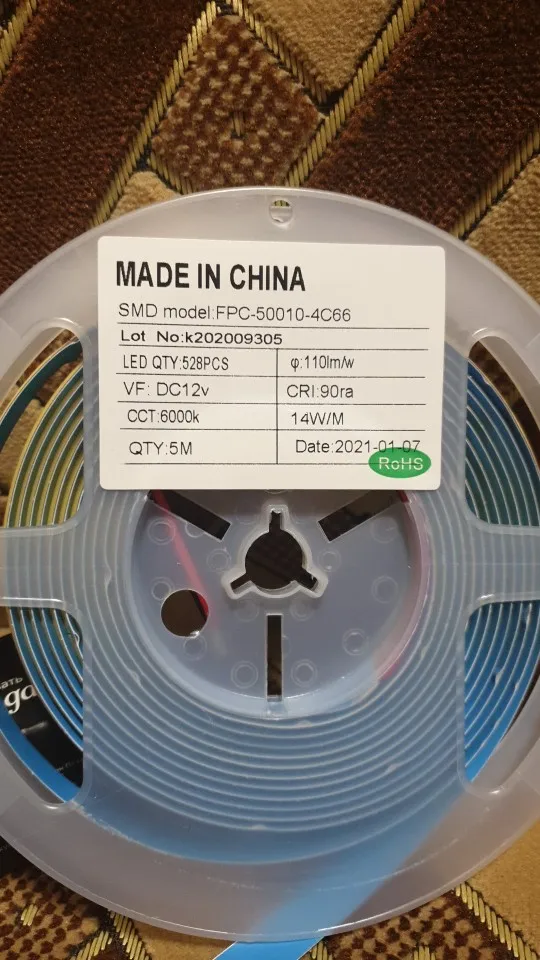 MADE IN CHINA
SMD model:FPC-50010-4C66
Lot No:k202009305
LED QTY:528PCS φ:110lm/w
VF: DC12v CRI:90ra
CCT:6000k 14W/M
QTY:5M Date:2021-01-07
RoHS